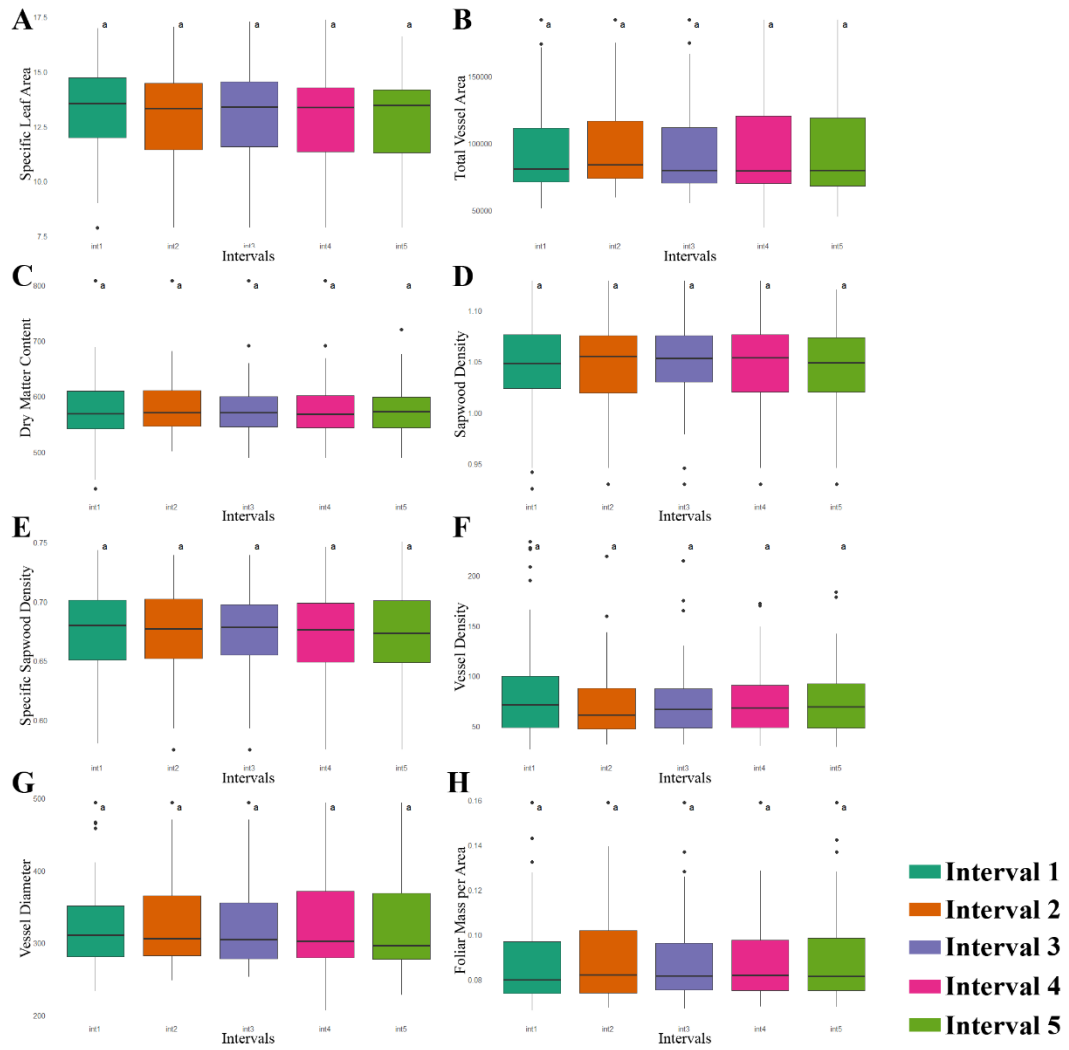 A
17.5
15.0
12.5
10.0
7.5
Specific Leaf Area
a a a a a
int1 int2 int3 int4 int5
Intervals
B
150000
100000
50000
Total Vessel Area
a a a a a
int1 int2 int3 int4 int5
Intervals
C
800
700
600
500
Dry Matter Content
a a a a a
int1 int2 int3 int4 int5
Intervals
D
1.10
1.05
1.00
0.95
Sapwood Density
a a a a a
int1 int2 int3 int4 int5
Intervals
E
0.75
0.70
0.65
0.60
Specific Sapwood Density
a a a a a
int1 int2 int3 int4 int5
Intervals
F
200
150
100
50
Vessel Density
a a a a a
int1 int2 int3 int4 int5
Intervals
G
500
400
300
200
Vessel Diameter
a a a a a
int1 int2 int3 int4 int5
Intervals
H
0.16
0.14
0.12
0.10
0.08
Foliar Mass per Area
a a a a a
int1 int2 int3 int4 int5
Intervals
Interval 1
Interval 2
Interval 3
Interval 4
Interval 5